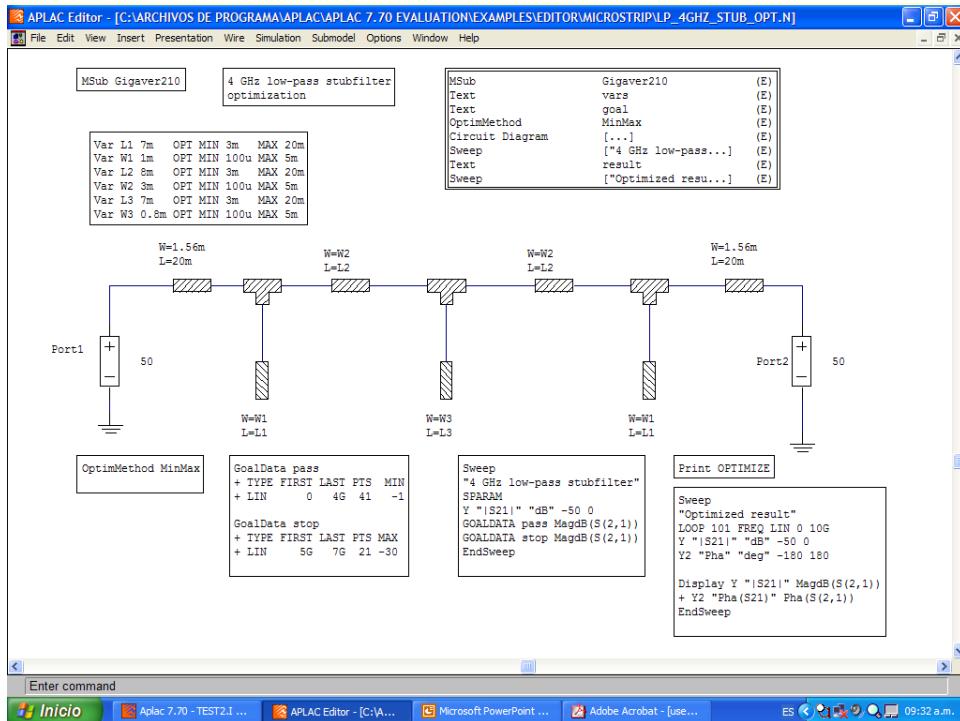 APLAC Editor - [C:\ARCHIVOS DE PROGRAMA\APLAC\APLAC 7.70 EVALUATION\EXAMPLES\EDITOR\MICROSTRIP\LP_4GHZ_STUB_OPT.N]
File Edit View Insert Presentation Wire Simulation Submodel Options Window Help
MSub Gigaver210
4 GHz low-pass stubfilter
optimization
MSub Gigaver210 (E)
Text vars (E)
Text goal (E)
OptimMethod MinMax (E)
Circuit Diagram [...] (E)
Sweep ["4 GHz low-pass...] (E)
Text result (E)
Sweep ["Optimized resu...] (E)
Var L1 7m OPT MIN 3m MAX 20m
Var W1 1m OPT MIN 100u MAX 5m
Var L2 8m OPT MIN 3m MAX 20m
Var W2 3m OPT MIN 100u MAX 5m
Var L3 7m OPT MIN 3m MAX 20m
Var W3 0.8m OPT MIN 100u MAX 5m
W=1.56m
L=20m
W=W2
L=L2
W=W2
L=L2
W=1.56m
L=20m
Port1
50
Port2
50
W=W1
L=L1
W=W3
L=L3
W=W1
L=L1
OptimMethod MinMax
GoalData pass
+ TYPE FIRST LAST PTS MIN
+ LIN 0 4G 41 -1
GoalData stop
+ TYPE FIRST LAST PTS MAX
+ LIN 5G 7G 21 -30
Sweep
"4 GHz low-pass stubfilter"
SPARAM
Y "|S21|" "dB" -50 0
GOALDATA pass MagdB(S(2,1))
GOALDATA stop MagdB(S(2,1))
EndSweep
Print OPTIMIZE
Sweep
"Optimized result"
LOOP 101 FREQ LIN 0 10G
Y "|S21|" "dB" -50 0
Y2 "Pha" "deg" -180 180
Display Y "|S21|" MagdB(S(2,1))
+ Y2 "Pha(S21)" Pha(S(2,1))
EndSweep
Enter command
Inicio
Aplac 7.70 - TEST2.I ...
APLAC Editor - [C:\A...
Microsoft PowerPoint ...
Adobe Acrobat - [use...
ES
09:32 a.m.